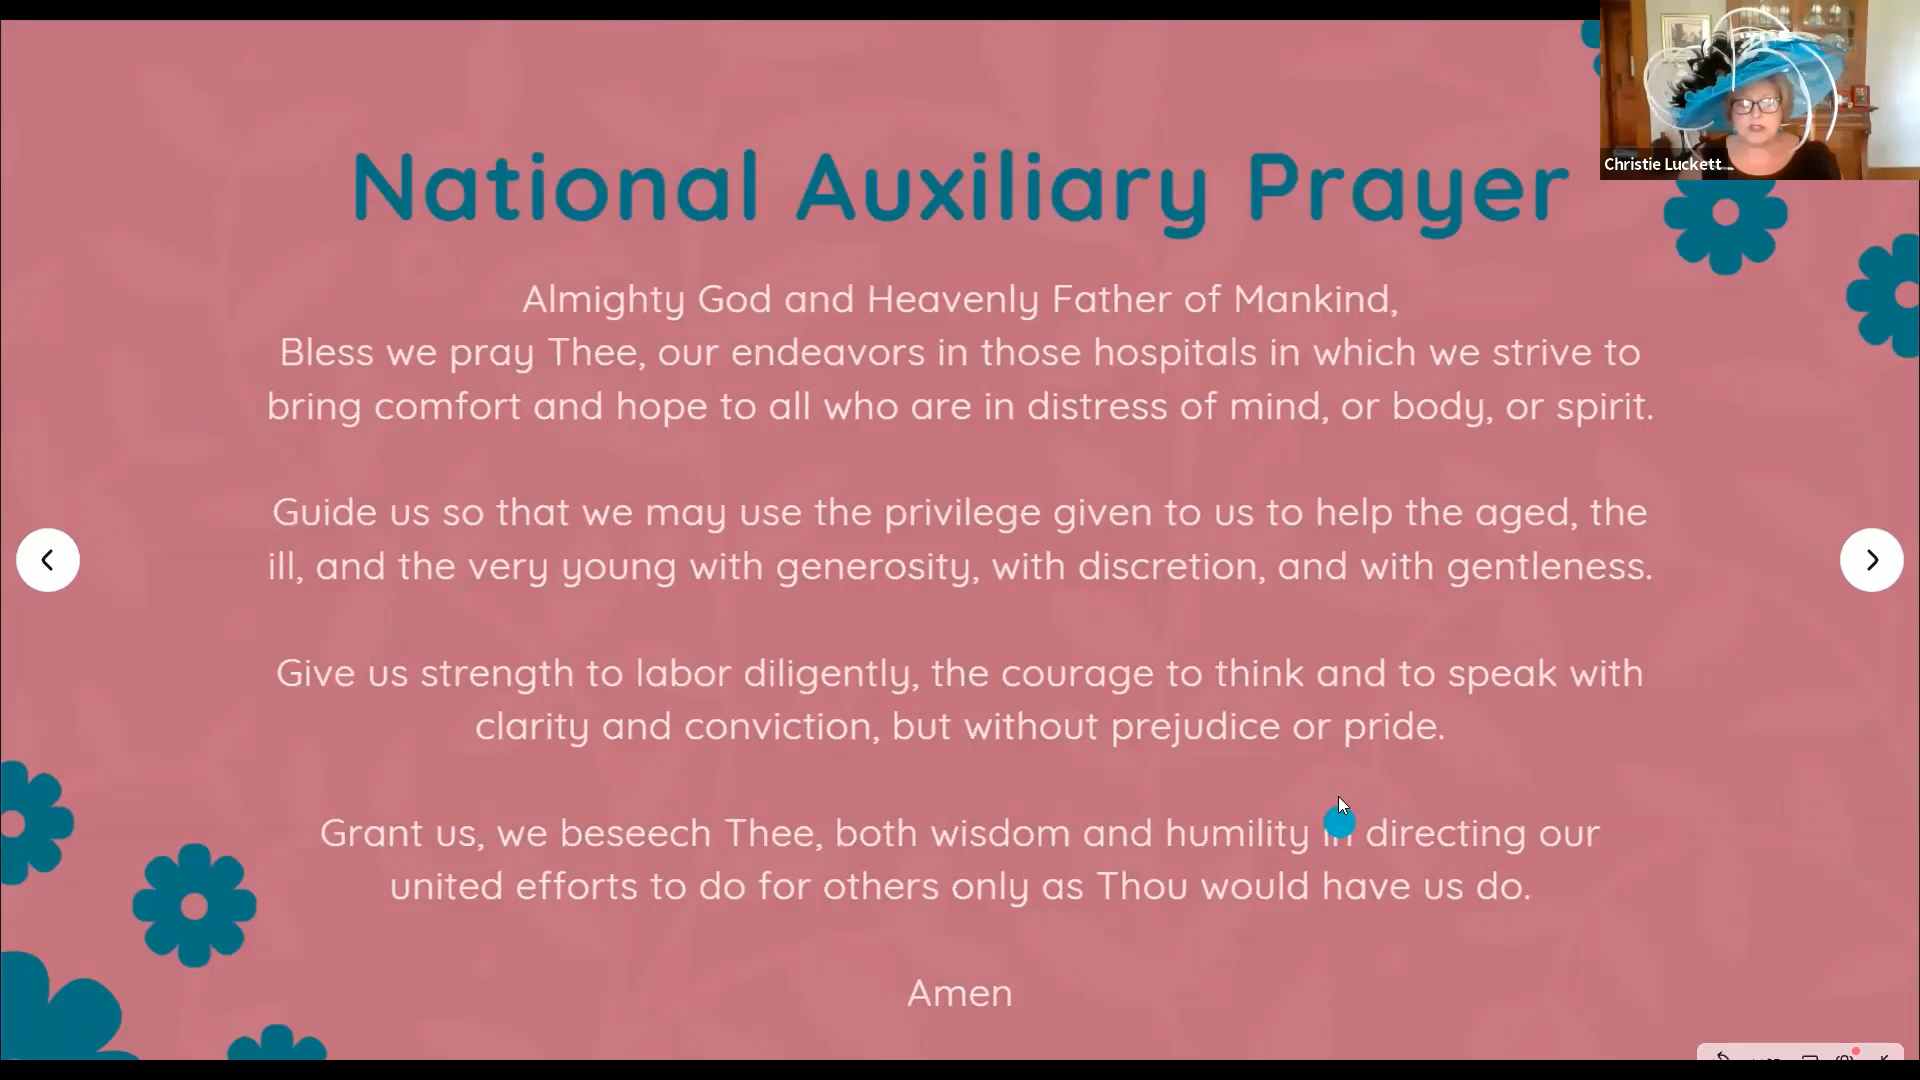 National Auxiliary Prayer
Christie Luckett
Almighty God and Heavenly Father of Mankind,
Bless we pray Thee, our endeavors in those hospitals in which we strive to
bring comfort and hope to all who are in distress of mind, or body, or spirit.
Guide us so that we may use the privilege given to us to help the aged, the
ill, and the very young with generosity, with discretion, and with gentleness.
Give us strength to labor diligently, the courage to think and to speak with
clarity and conviction, but without prejudice or pride.
Grant us, we beseech Thee, both wisdom and humility in directing our
united efforts to do for others only as Thou would have us do.
Amen